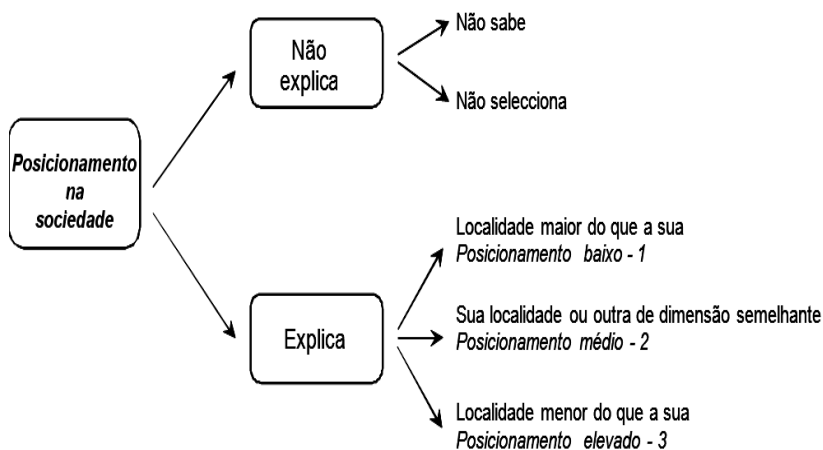 Posicionamento
na
sociedade
Não
explica
Não sabe
Não selecciona
Explica
Localidade maior do que a sua
Posicionamento baixo - 1
Sua localidade ou outra de dimensão semelhante
Posicionamento médio - 2
Localidade menor do que a sua
Posicionamento elevado - 3